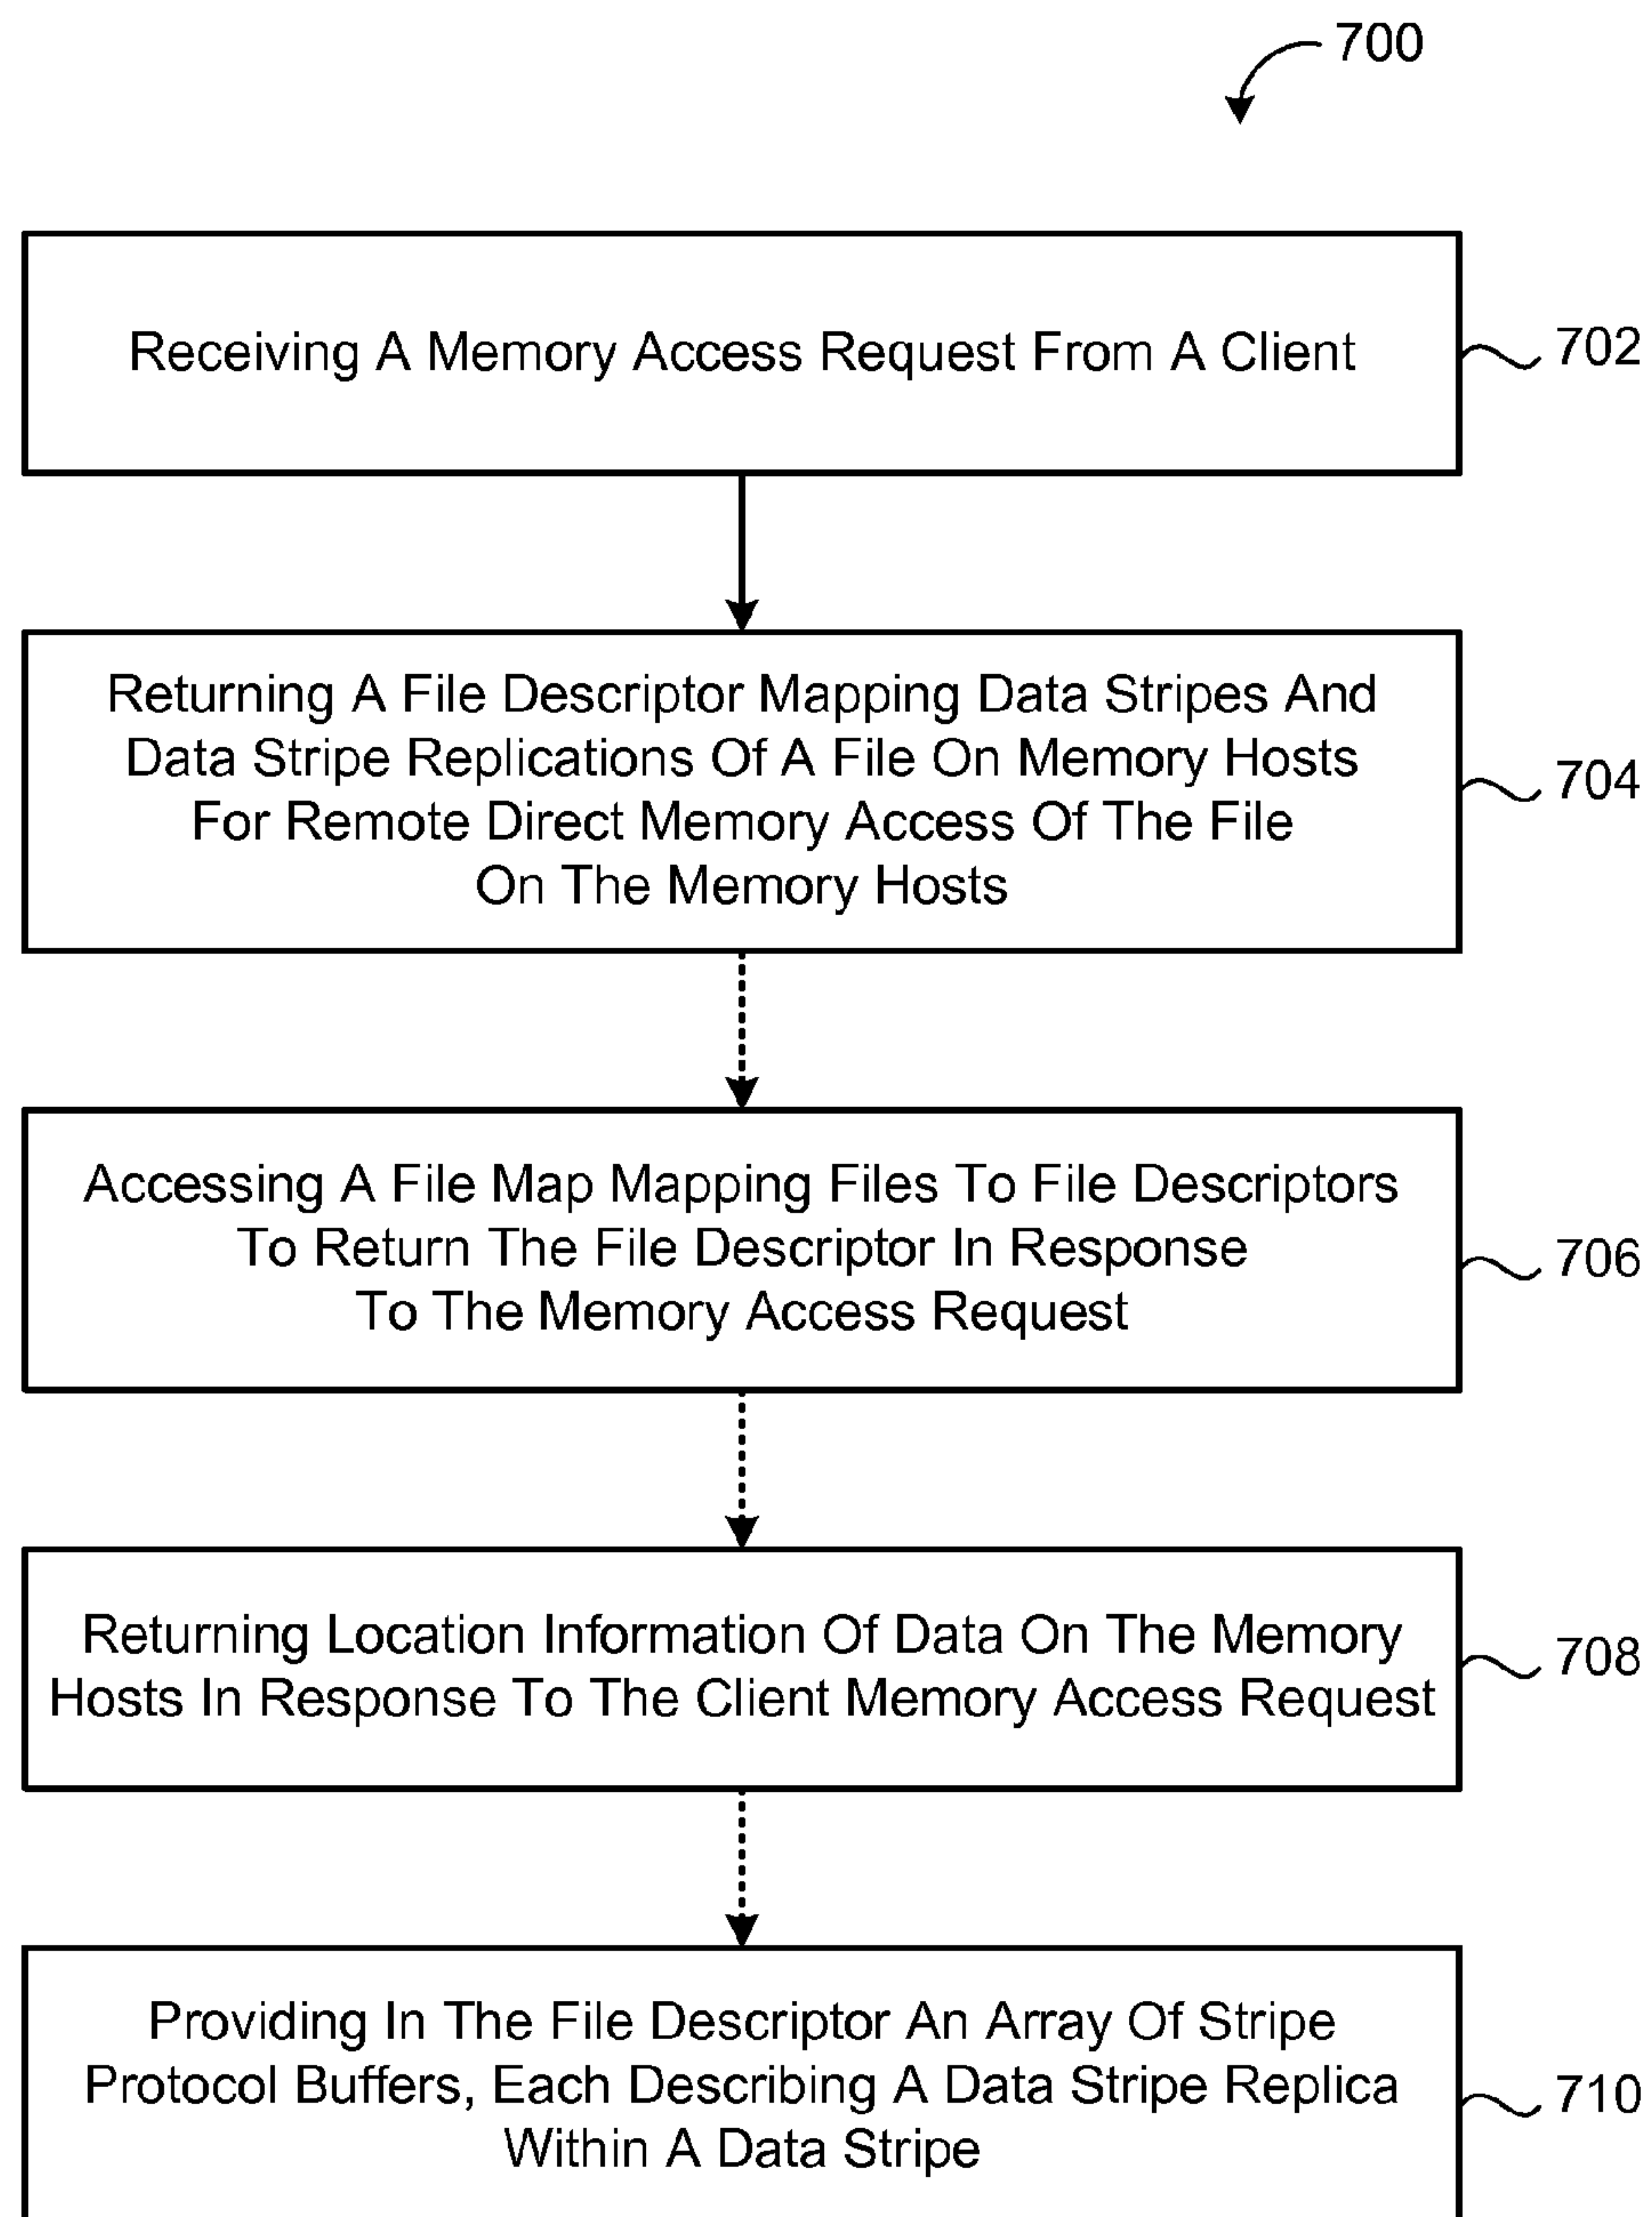 700
Receiving A Memory Access Request From A Client
702
Returning A File Descriptor Mapping Data Stripes And
Data Stripe Replications Of A File On Memory Hosts
For Remote Direct Memory Access Of The File
On The Memory Hosts
704
Accessing A File Map Mapping Files To File Descriptors
To Return The File Descriptor In Response
To The Memory Access Request
706
Returning Location Information Of Data On The Memory
Hosts In Response To The Client Memory Access Request
708
Providing In The File Descriptor An Array Of Stripe
Protocol Buffers, Each Describing A Data Stripe Replica
Within A Data Stripe
710